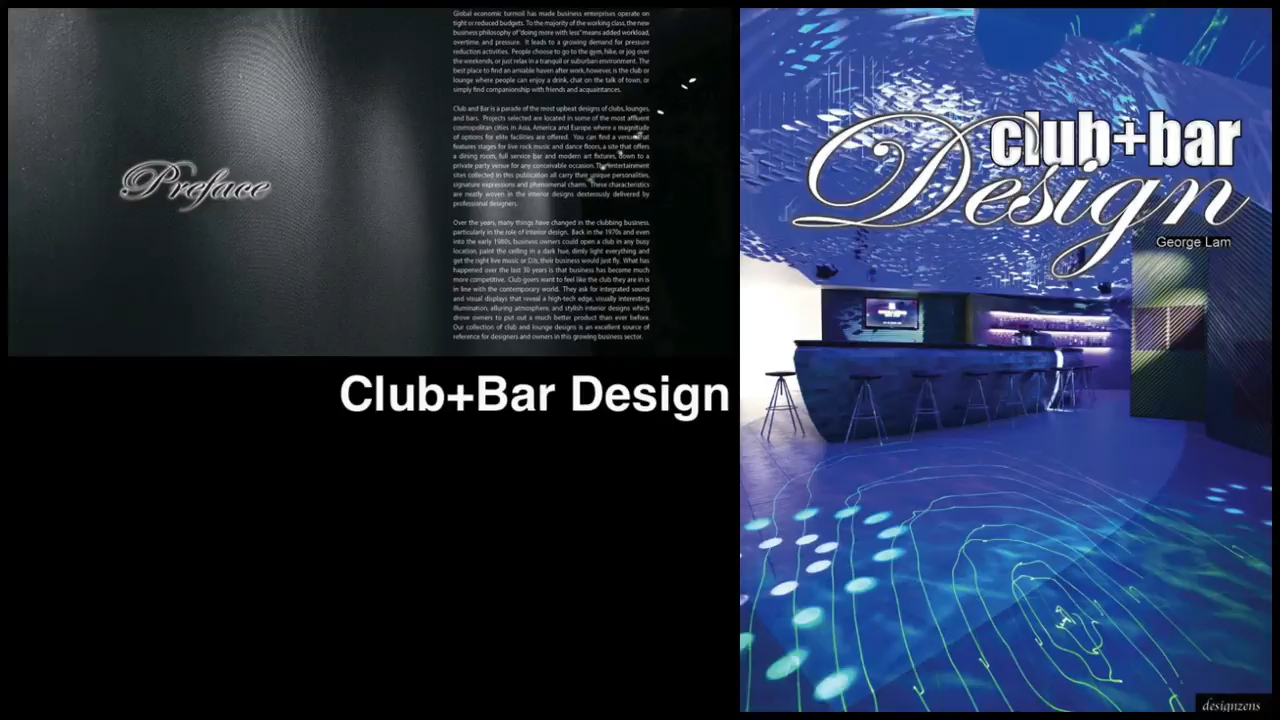 Global economic turmoil has made business enterprises operate on
tight or reduced budgets. To the majority of the working class, the new
business philosophy of "doing more with less" means added workload,
overtime and pressure. It leads to a growing demand for pressure
reduction activities. People choose to go to the gym, hike, or jog over
the weekends, or just relax in a tranquil or suburban environment. The
best place to find an amiable haven after work, however, is the club or
lounge where people can enjoy a drink, chat on the talk of town, or
simply find companionship with friends and acquaintances.
Club and Bar is a parade of the most upbeat designs of clubs, lounges,
and bars. Projects selected are located in some of the most affluent
cosmopolitan cities in Asia, America and Europe where a magnitude
of options for elite facilities are offered. You can find a venue that
features stages for live rock music and dance floors, a site that offers
a dining room, full service bar and modern art fixtures, down to a
private party venue for any conceivable occasion. The entertainment
sites collected in this publication all carry their unique personalities,
signature expressions and phenomenal charm. These characteristics
are neatly woven in the interior designs dexterously delivered by
professional designers.
Over the years, many things have changed in the clubbing business,
particularly in the role of interior design. Back in the 1970s and even
into the early 1980s, business owners could open a club in any busy
location, paint the ceiling in a dark hue, dimly light everything and
get the right live music or DJs, their business would just fly. What has
happened over the last 30 years is that business has become much
more competitive. Club goers want to feel like the club they are in is
in line with the contemporary world. They ask for integrated sound
and visual displays that reveal a high-tech edge, visually interesting
illumination, alluring atmosphere, and stylish interior designs which
drove owners to put out a much better product than ever before.
Our collection of club and lounge designs is an excellent source of
reference for designers and owners in this growing business sector.
Preface
Club+Bar Design
club+bar
Design
George Lam
designzens